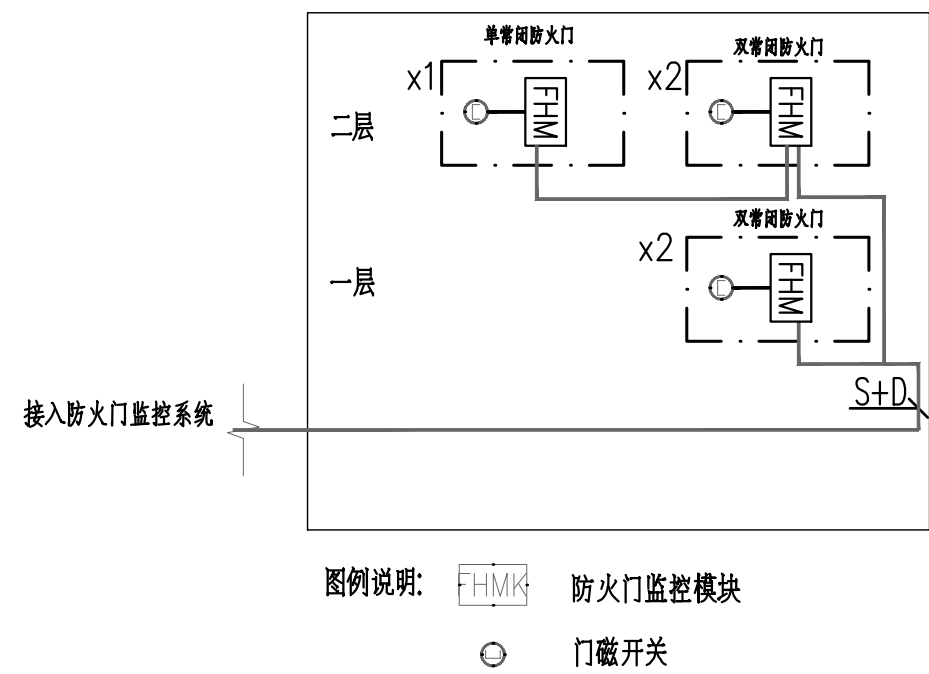 单常闭防火门
双常闭防火门
x1
x2
FHM
FHM
二层
双常闭防火门
x2
FHM
一层
S+D
接入防火门监控系统
图例说明:
FHMK
防火门监控模块
门磁开关